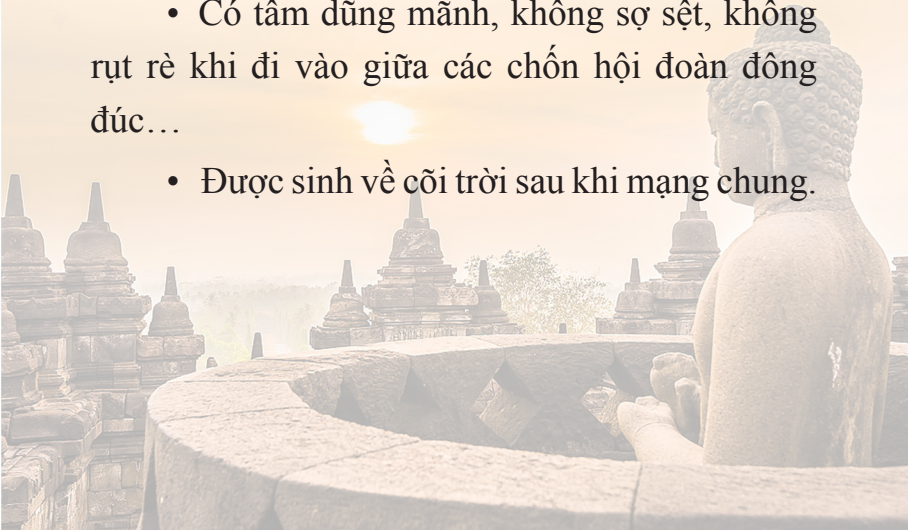 • Có tâm dũng mãnh, không sợ sệt, không
rụt rè khi đi vào giữa các chốn hội đoàn đông
đúc…
• Được sinh về cõi trời sau khi mạng chung.